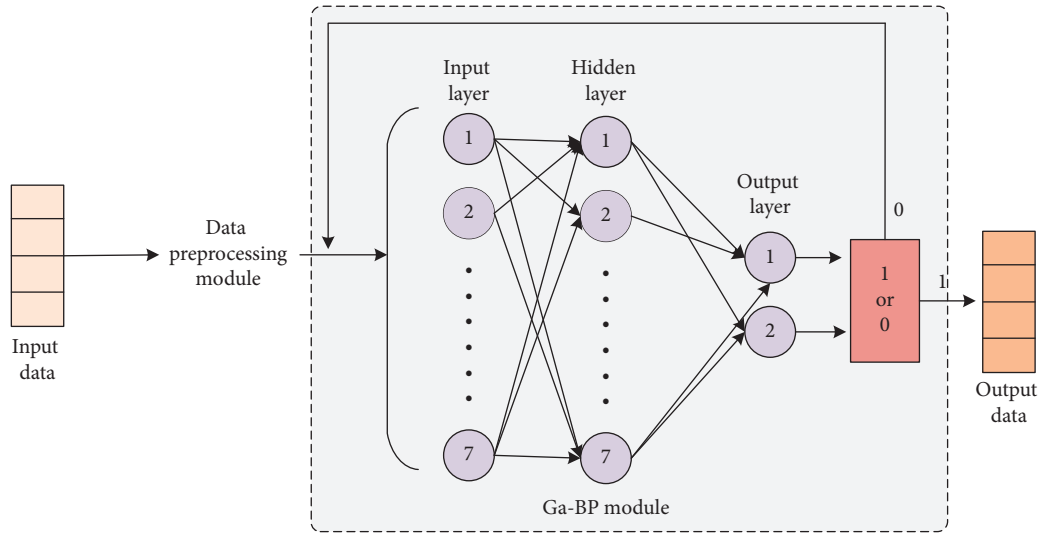 Input
data
Data
preprocessing
module
Input
layer
1
2
7
Hidden
layer
1
2
7
Output
layer
1
2
0
1
or
0
1
Output
data
Ga-BP module